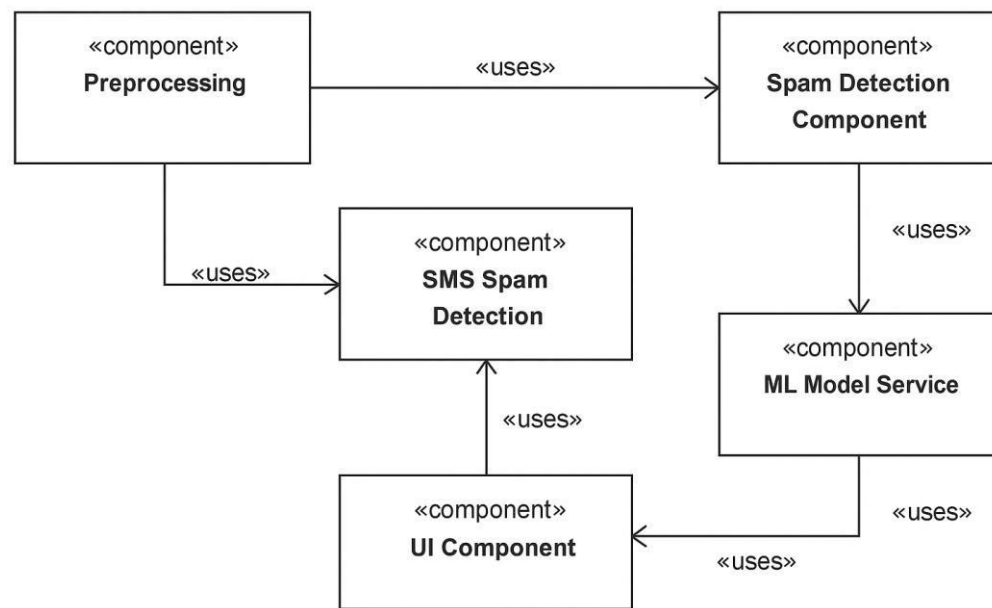 «component»
Preprocessing
«uses»
«component»
Spam Detection
Component
«uses»
«component»
SMS Spam
Detection
«uses»
«component»
ML Model Service
«uses»
«component»
UI Component
«uses»
«uses»